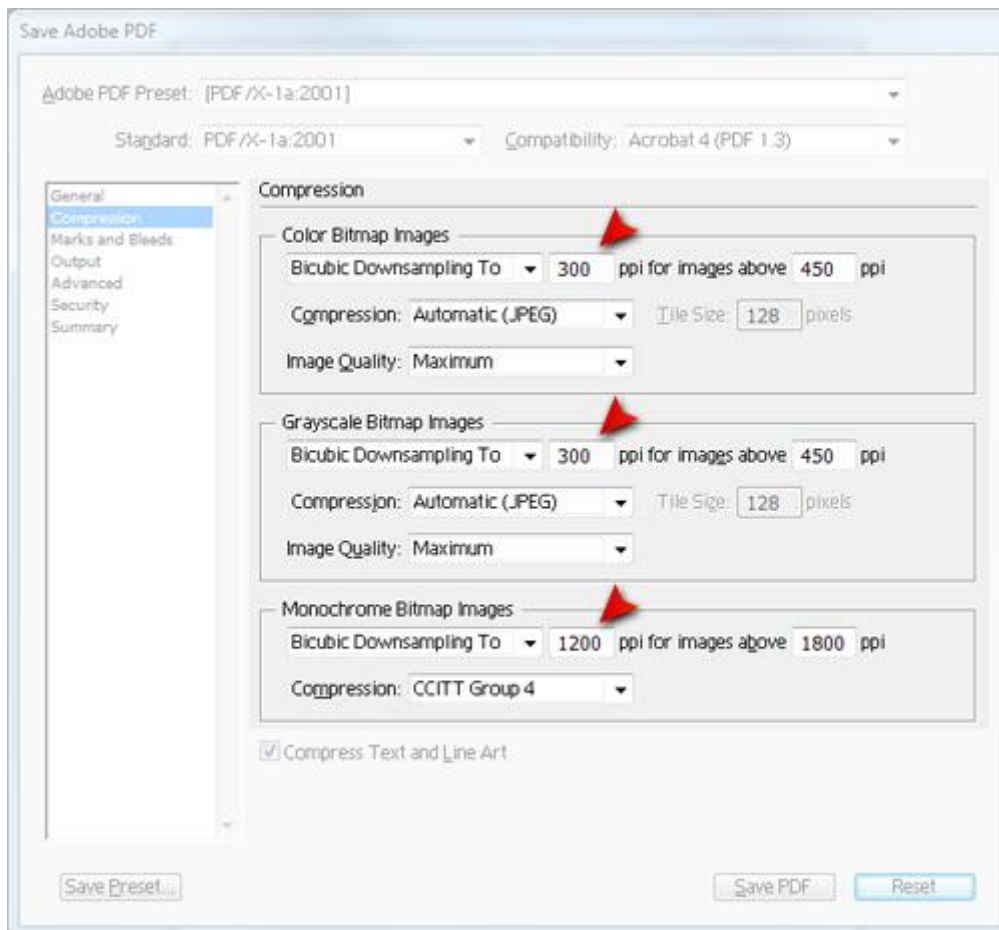 Save Adobe PDF
Adobe PDF Preset: [PDF/X-1a:2001]
Standard: PDF/X-1a:2001 Compatibility: Acrobat 4 (PDF 1.3)
General
Compression
Marks and Bleeds
Output
Advanced
Security
Summary
Compression
Color Bitmap Images
Bicubic Downsampling To 300 ppi for images above 450 ppi
Compression: Automatic (JPEG) Tile Size: 128 pixels
Image Quality: Maximum
Grayscale Bitmap Images
Bicubic Downsampling To 300 ppi for images above 450 ppi
Compression: Automatic (JPEG) Tile Size: 128 pixels
Image Quality: Maximum
Monochrome Bitmap Images
Bicubic Downsampling To 1200 ppi for images above 1800 ppi
Compression: CCITT Group 4
Compress Text and Line Art
Save Preset... Save PDF Reset